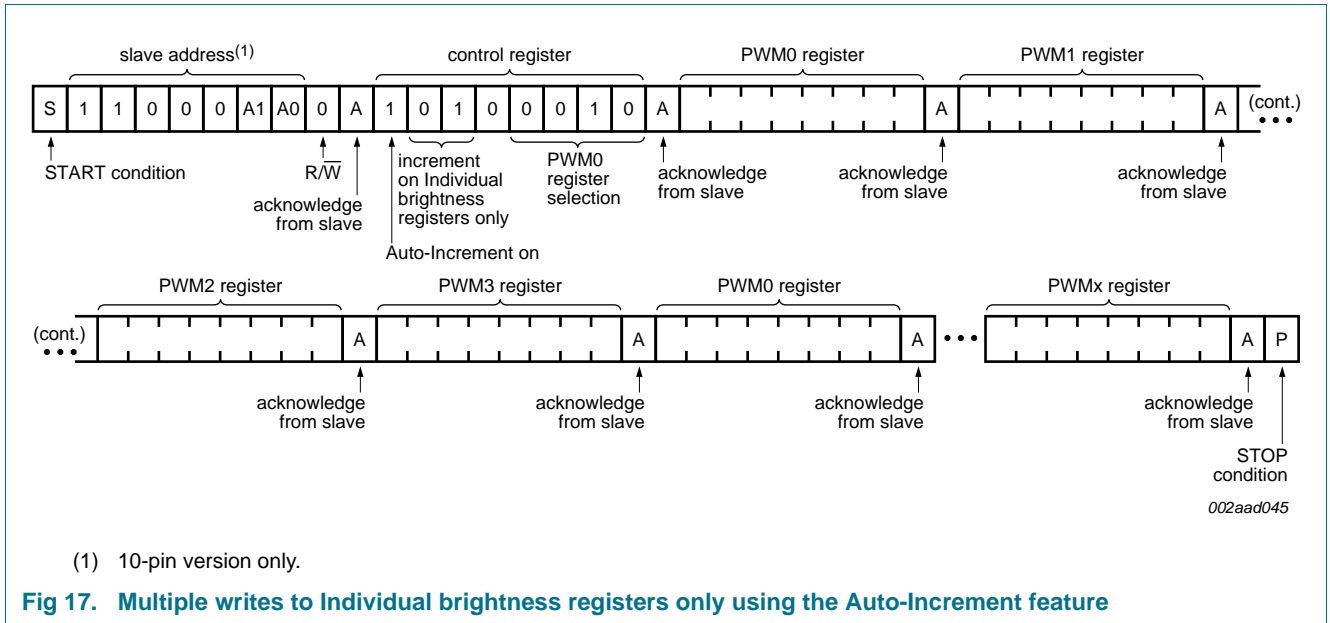 slave address(1) control register PWM0 register PWM1 register
S 1 1 0 0 0 A1 A0 0 A 1 0 1 0 0 0 1 0 A A A (cont.)
START condition R/W̅ increment on Individual brightness registers only PWM0 register selection acknowledge from slave acknowledge from slave acknowledge from slave
acknowledge from slave
Auto-Increment on
PWM2 register PWM3 register PWM0 register PWMx register
(cont.) A A A A P
acknowledge from slave acknowledge from slave acknowledge from slave acknowledge from slave
STOP condition
002aad045
(1) 10-pin version only.
Fig 17. Multiple writes to Individual brightness registers only using the Auto-Increment feature